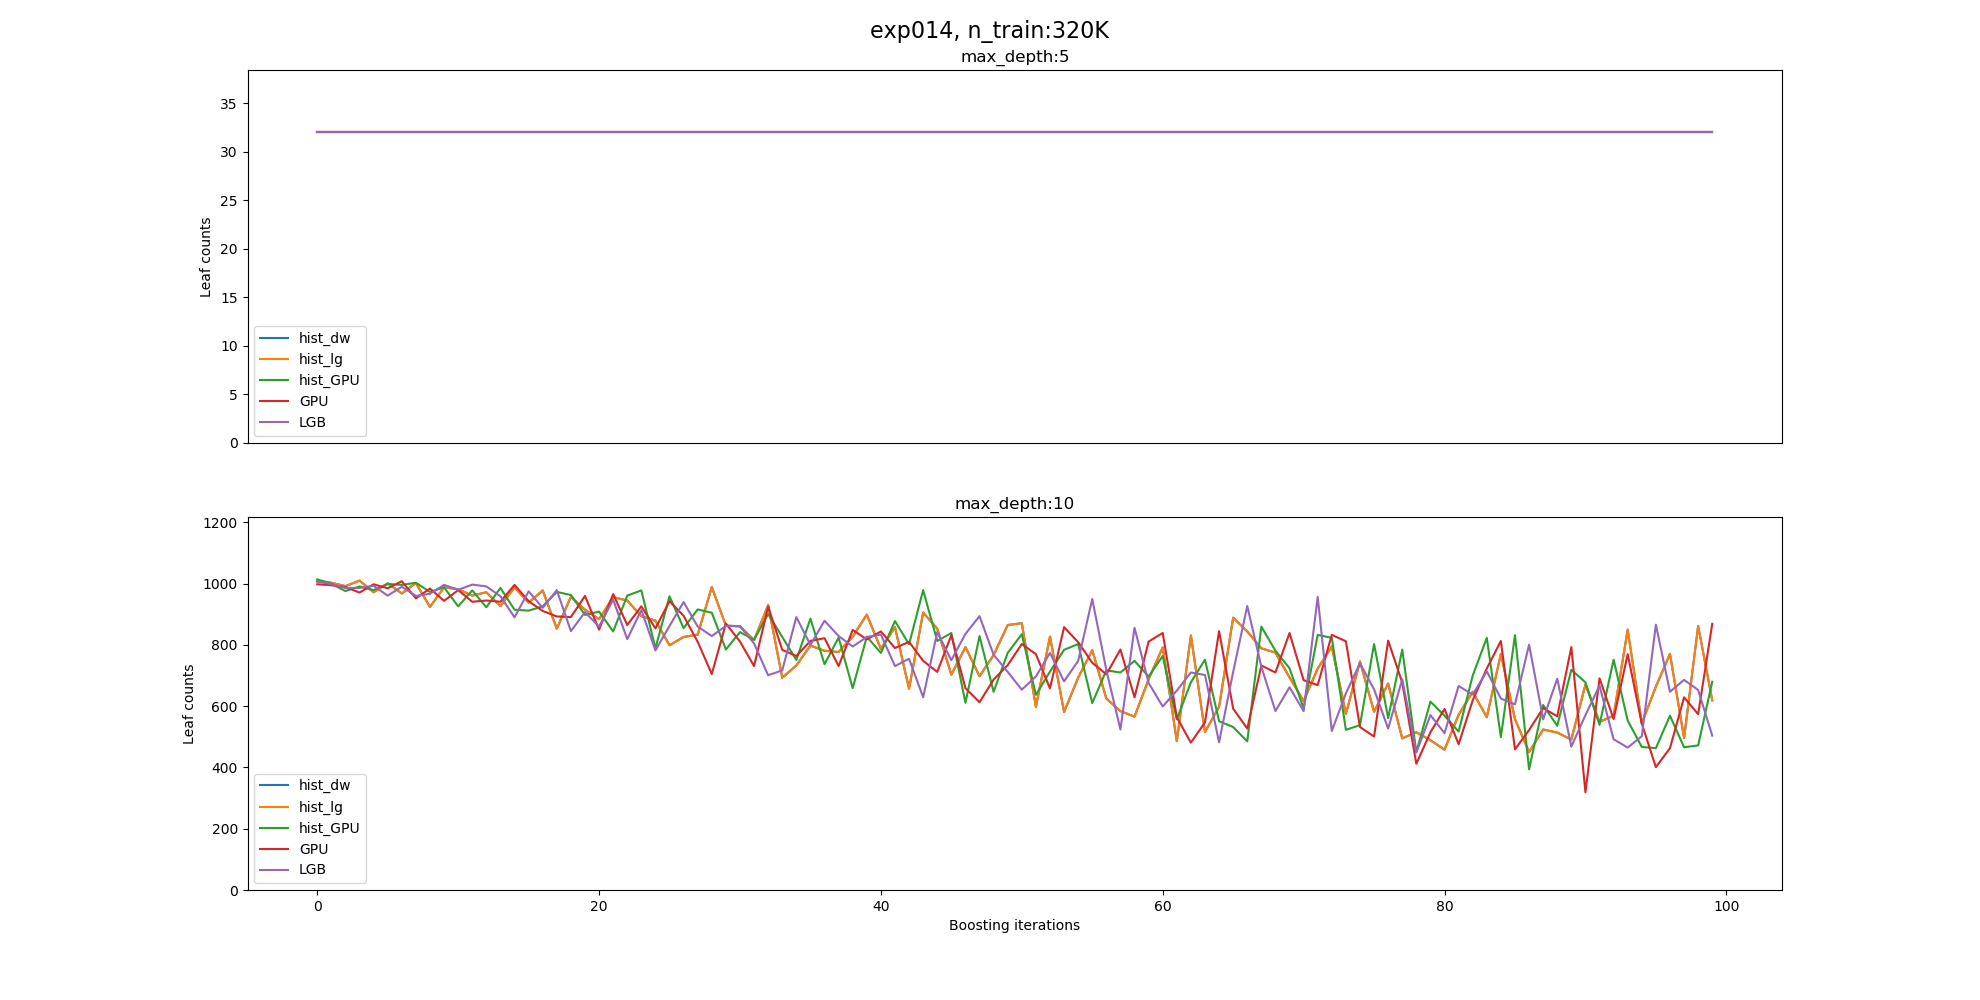 exp014, n_train:320K
max_depth:5
35
30
25
20
15
10
5
0
Leaf counts
hist_dw
hist_lg
hist_GPU
GPU
LGB
max_depth:10
1200
1000
800
600
400
200
0
Leaf counts
hist_dw
hist_lg
hist_GPU
GPU
LGB
0 20 40 60 80 100
Boosting iterations